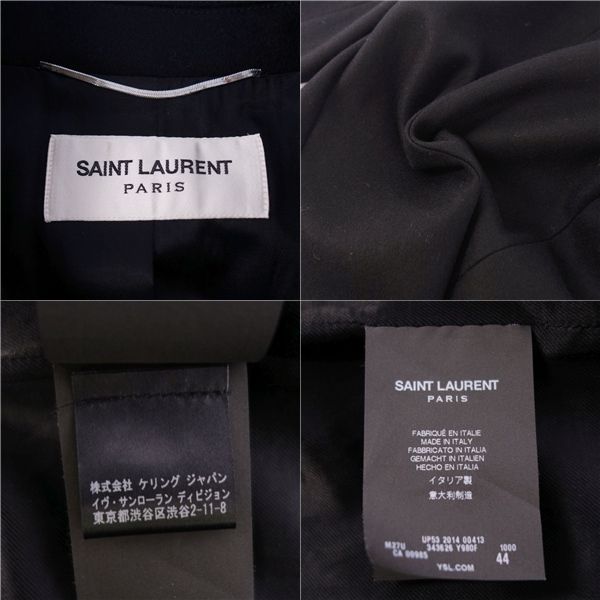 SAINT LAURENT
PARIS
株式会社 ケリング ジャパン
イヴ・サンローラン ディビジョン
東京都渋谷区渋谷2-11-8
SAINT LAURENT
PARIS
FABRIQUÉ EN ITALIE
MADE IN ITALY
FABBRICATO IN ITALIA
GEMACHT IN ITALIEN
HECHO EN ITALIA
イタリア製
意大利制造
UP53 2014 00413
M27U 343626 Y980F 1000
CA 00985 44
YSL.COM